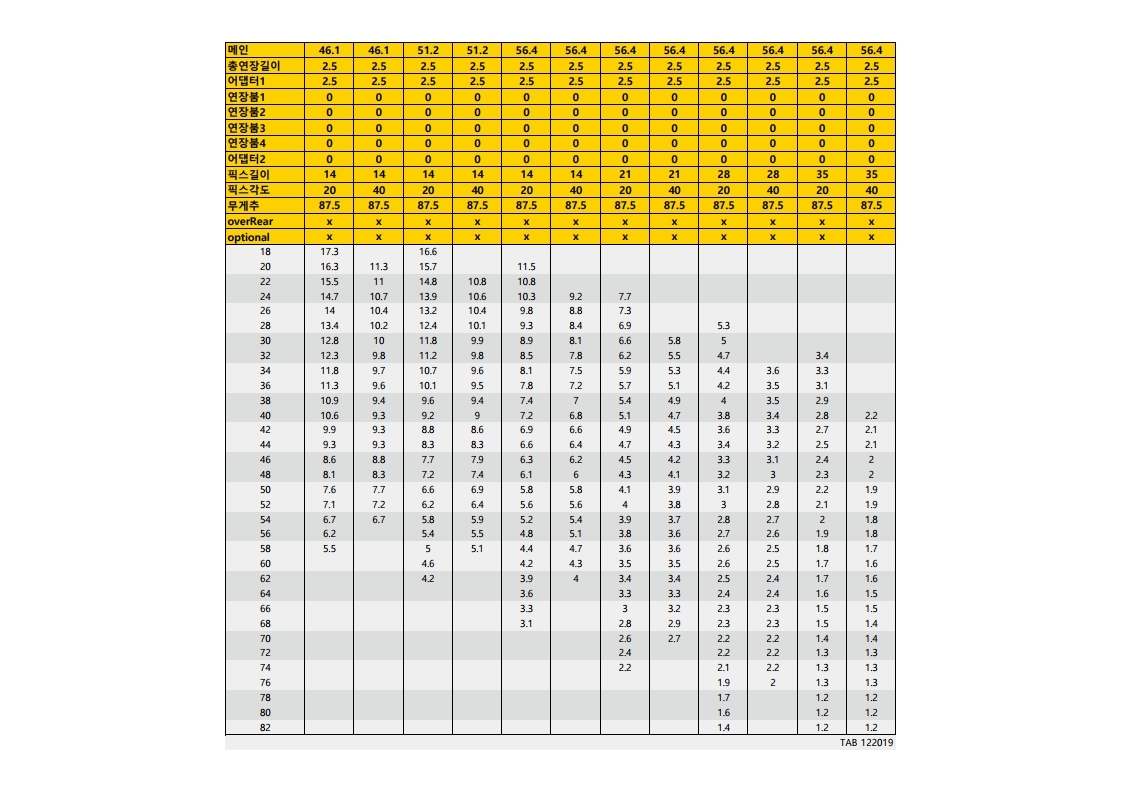 메인 46.1 46.1 51.2 51.2 56.4 56.4 56.4 56.4 56.4 56.4 56.4 56.4
총연장길이 2.5 2.5 2.5 2.5 2.5 2.5 2.5 2.5 2.5 2.5 2.5 2.5
어댑터1 2.5 2.5 2.5 2.5 2.5 2.5 2.5 2.5 2.5 2.5 2.5 2.5
연장붐1 0 0 0 0 0 0 0 0 0 0 0 0
연장붐2 0 0 0 0 0 0 0 0 0 0 0 0
연장붐3 0 0 0 0 0 0 0 0 0 0 0 0
연장붐4 0 0 0 0 0 0 0 0 0 0 0 0
어댑터2 0 0 0 0 0 0 0 0 0 0 0 0
픽스길이 14 14 14 14 14 14 21 21 28 28 35 35
픽스각도 20 40 20 40 20 40 20 40 20 40 20 40
무게추 87.5 87.5 87.5 87.5 87.5 87.5 87.5 87.5 87.5 87.5 87.5 87.5
overRear x x x x x x x x x x x x
optional x x x x x x x x x x x x
18 17.3 16.6
20 16.3 11.3 15.7 11.5
22 15.5 11 14.8 10.8 10.8
24 14.7 10.7 13.9 10.6 10.3 9.2 7.7
26 14 10.4 13.2 10.4 9.8 8.8 7.3
28 13.4 10.2 12.4 10.1 9.3 8.4 6.9 5.3
30 12.8 10 11.8 9.9 8.9 8.1 6.6 5.8 5
32 12.3 9.8 11.2 9.8 8.5 7.8 6.2 5.5 4.7 3.4
34 11.8 9.7 10.7 9.6 8.1 7.5 5.9 5.3 4.4 3.6 3.3
36 11.3 9.6 10.1 9.5 7.8 7.2 5.7 5.1 4.2 3.5 3.1
38 10.9 9.4 9.6 9.4 7.4 7 5.4 4.9 4 3.5 2.9
40 10.6 9.3 9.2 9 7.2 6.8 5.1 4.7 3.8 3.4 2.8 2.2
42 9.9 9.3 8.8 8.6 6.9 6.6 4.9 4.5 3.6 3.3 2.7 2.1
44 9.3 9.3 8.3 8.3 6.6 6.4 4.7 4.3 3.4 3.2 2.5 2.1
46 8.6 8.8 7.7 7.9 6.3 6.2 4.5 4.2 3.3 3.1 2.4 2
48 8.1 8.3 7.2 7.4 6.1 6 4.3 4.1 3.2 3 2.3 2
50 7.6 7.7 6.6 6.9 5.8 5.8 4.1 3.9 3.1 2.9 2.2 1.9
52 7.1 7.2 6.2 6.4 5.6 5.6 4 3.8 3 2.8 2.1 1.9
54 6.7 6.7 5.8 5.9 5.2 5.4 3.9 3.7 2.8 2.7 2 1.8
56 6.2 5.4 5.5 4.8 5.1 3.8 3.6 2.7 2.6 1.9 1.8
58 5.5 5 5.1 4.4 4.7 3.6 3.6 2.6 2.5 1.8 1.7
60 4.6 4.2 4.3 3.5 3.5 2.6 2.5 1.7 1.6
62 4.2 3.9 4 3.4 3.4 2.5 2.4 1.7 1.6
64 3.6 3.3 3.3 2.4 2.4 1.6 1.5
66 3.3 3 3.2 2.3 2.3 1.5 1.5
68 3.1 2.8 2.9 2.3 2.3 1.5 1.4
70 2.6 2.7 2.2 2.2 1.4 1.4
72 2.4 2.2 2.2 1.3 1.3
74 2.2 2.1 2.2 1.3 1.3
76 1.9 2 1.3 1.3
78 1.7 1.2 1.2
80 1.6 1.2 1.2
82 1.4 1.2 1.2
TAB 122019